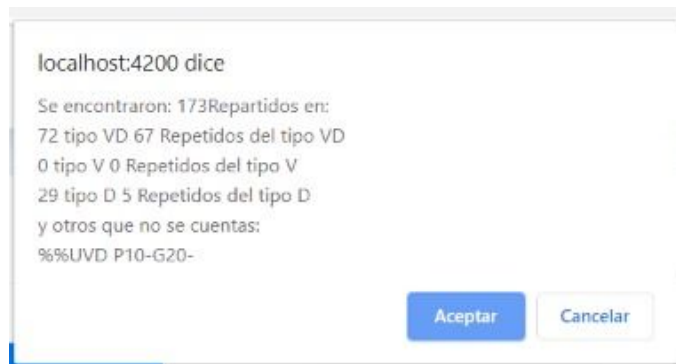 localhost:4200 dice
Se encontraron: 173Repartidos en:
72 tipo VD 67 Repetidos del tipo VD
0 tipo V 0 Repetidos del tipo V
29 tipo D 5 Repetidos del tipo D
y otros que no se cuentas:
%%UVD P10-G20-
Aceptar
Cancelar